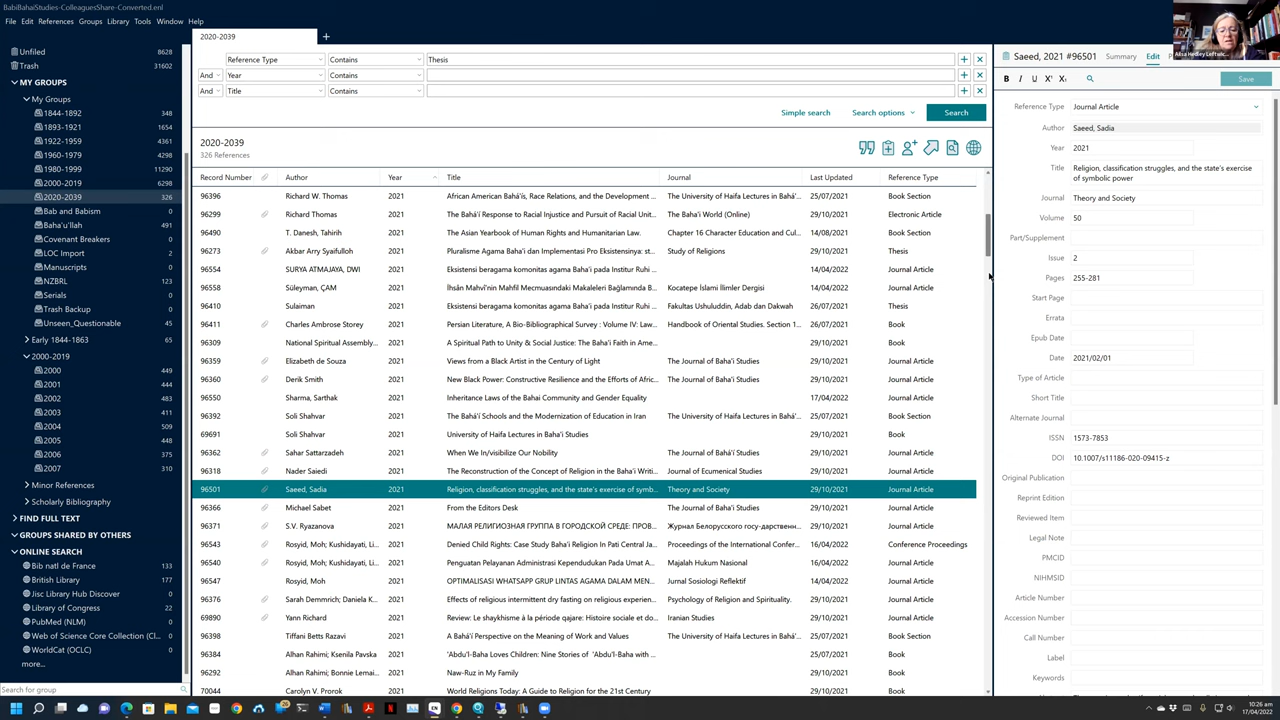 BabiBahaiStudies-ColleaguesShare-Converted.enl
File Edit References Groups Library Tools Window Help
Unfiled 8628
Trash 31602
MY GROUPS
My Groups
1844-1892 348
1893-1921 1654
1922-1959 4361
1960-1979 4163
1980-1999 11290
2000-2019 6298
2020-2039 326
Bab and Babism 0
Baha'u'llah 491
Covenant Breakers 0
LOC Import 2
Manuscripts 0
NZBRL 123
Serials 0
Trash Backup 0
Unseen_Questionable 45
Early 1844-1863 65
2000-2019
2000 449
2001 444
2002 483
2003 411
2004 509
2005 448
2006 375
2007 310
Minor References
Scholarly Bibliography
FIND FULL TEXT
GROUPS SHARED BY OTHERS
ONLINE SEARCH
Bib natl de France 133
British Library 177
Jisc Library Hub Discover 0
Library of Congress 22
PubMed (NLM) 0
Web of Science Core Collection (Cl... 0
WorldCat (OCLC) 0
more...
Search for group
2020-2039 +
Reference Type Contains Thesis
And Year Contains
And Title Contains
Simple search Search options Search
2020-2039
326 References
Record Number Author Year Title Journal Last Updated Reference Type
96396 Richard W. Thomas 2021 African American Bahá'ís, Race Relations, and the Development ... The University of Haifa Lectures in Bahá'... 25/07/2021 Book Section
96299 Richard Thomas 2021 The Bahá'í Response to Racial Injustice and Pursuit of Racial Unit... The Baha'i World (Online) 29/10/2021 Electronic Article
96490 T. Danesh, Tahirih 2021 The Asian Yearbook of Human Rights and Humanitarian Law. Chapter 16 Character Education and Cul... 14/08/2021 Book Section
96273 Akbar Arry Syaifulloh 2021 Pluralisme Agama Baha'i dan Implementasi Pro Eksistensinya: st... Study of Religions 29/10/2021 Thesis
96554 SURYA ATMAJAYA, DWI 2021 Eksistensi beragama komonitas agama Bahá'í pada Institur Ruhi ... 14/04/2022 Journal Article
96558 Süleyman, ÇAM 2021 İhsân Mahvî'nin Mahfil Mecmuasındaki Makaleleri Bağlamında ... Kocatepe İslami İlimler Dergisi 14/04/2022 Journal Article
96410 Sulaiman 2021 Eksistensi beragama komonitas agama Bahá'í pada Institur Ruhi ... Fakultas Ushuluddin, Adab dan Dakwah 26/07/2021 Thesis
96411 Charles Ambrose Storey 2021 Persian Literature, A Bio-Bibliographical Survey : Volume IV: Law... Handbook of Oriental Studies. Section 1... 26/07/2021 Book
96309 National Spiritual Assembly... 2021 A Spiritual Path to Unity & Social Justice: The Bahá'í Faith in Ame... 29/10/2021 Book
96359 Elizabeth de Souza 2021 Views from a Black Artist in the Century of Light The Journal of Bahá'í Studies 29/10/2021 Journal Article
96360 Derik Smith 2021 New Black Power: Constructive Resilience and the Efforts of Afric... The Journal of Baha'i Studies 29/10/2021 Journal Article
96550 Sharma, Sarthak 2021 Inheritance Laws of the Bahai Community and Gender Equality 17/04/2022 Journal Article
96392 Soli Shahvar 2021 The Bahá'í Schools and the Modernization of Education in Iran The University of Haifa Lectures in Bahá'... 25/07/2021 Book Section
69691 Soli Shahvar 2021 University of Haifa Lectures in Baha'i Studies 29/10/2021 Book
96362 Sahar Sattarzadeh 2021 When We In/visibilize Our Nobility The Journal of Bahá'í Studies 29/10/2021 Journal Article
96318 Nader Saiedi 2021 The Reconstruction of the Concept of Religion in the Baha'i Writ... Journal of Ecumenical Studies 29/10/2021 Journal Article
96501 Saeed, Sadia 2021 Religion, classification struggles, and the state's exercise of symb... Theory and Society 29/10/2021 Journal Article
96366 Michael Sabet 2021 From the Editors Desk The Journal of Baha'i Studies 29/10/2021 Journal Article
96371 S.V. Ryazanova 2021 МАЛАЯ РЕЛИГИОЗНАЯ ГРУППА В ГОРОДСКОЙ СРЕДЕ: ПРОВ... Журнал Белорусского госу-дарственн... 29/10/2021 Journal Article
96543 Rosyid, Moh; Kushidayati, Li... 2021 Denied Child Rights: Case Study Baha'i Religion In Pati Central Ja... Proceedings of the International Confer... 16/04/2022 Conference Proceedings
96540 Rosyid, Moh; Kushidayati, Li... 2021 Penguatan Pelayanan Administrasi Kependudukan Pada Umat A... Majalah Hukum Nasional 16/04/2022 Journal Article
96547 Rosyid, Moh 2021 OPTIMALISASI WHATSAPP GRUP LINTAS AGAMA DALAM MEN... Jurnal Sosiologi Reflektif 14/04/2022 Journal Article
96376 Sarah Demmrich; Daniela K... 2021 Effects of religious intermittent dry fasting on religious experien... Psychology of Religion and Spirituality. 29/10/2021 Journal Article
69890 Yann Richard 2021 Review: Le shaykhisme à la période qajare: Histoire sociale et do... Iranian Studies 29/10/2021 Journal Article
96398 Tiffani Betts Razavi 2021 A Bahá'í Perspective on the Meaning of Work and Values The University of Haifa Lectures in Bahá'... 25/07/2021 Book Section
96384 Alhan Rahimi; Ksenila Pavska 2021 'Abdu'l-Baha Loves Children: Nine Stories of 'Abdu'l-Baha with ... 25/07/2021 Book
96292 Alhan Rahimi; Bonnie Lemai... 2021 Naw-Ruz in My Family 29/10/2021 Book
70044 Carolyn V. Prorok 2021 World Religions Today: A Guide to Religion for the 21st Century 29/10/2021 Book
Ailsa Hedley Leftwic...
Saeed, 2021 #96501 Summary Edit
B I U X¹ X₁ Save
Reference Type Journal Article
Author Saeed, Sadia
Year 2021
Title Religion, classification struggles, and the state's exercise
of symbolic power
Journal Theory and Society
Volume 50
Part/Supplement
Issue 2
Pages 255-281
Start Page
Errata
Epub Date
Date 2021/02/01
Type of Article
Short Title
Alternate Journal
ISSN 1573-7853
DOI 10.1007/s11186-020-09415-z
Original Publication
Reprint Edition
Reviewed Item
Legal Note
PMCID
NIHMSID
Article Number
Accession Number
Call Number
Label
Keywords
10:26 am
17/04/2022